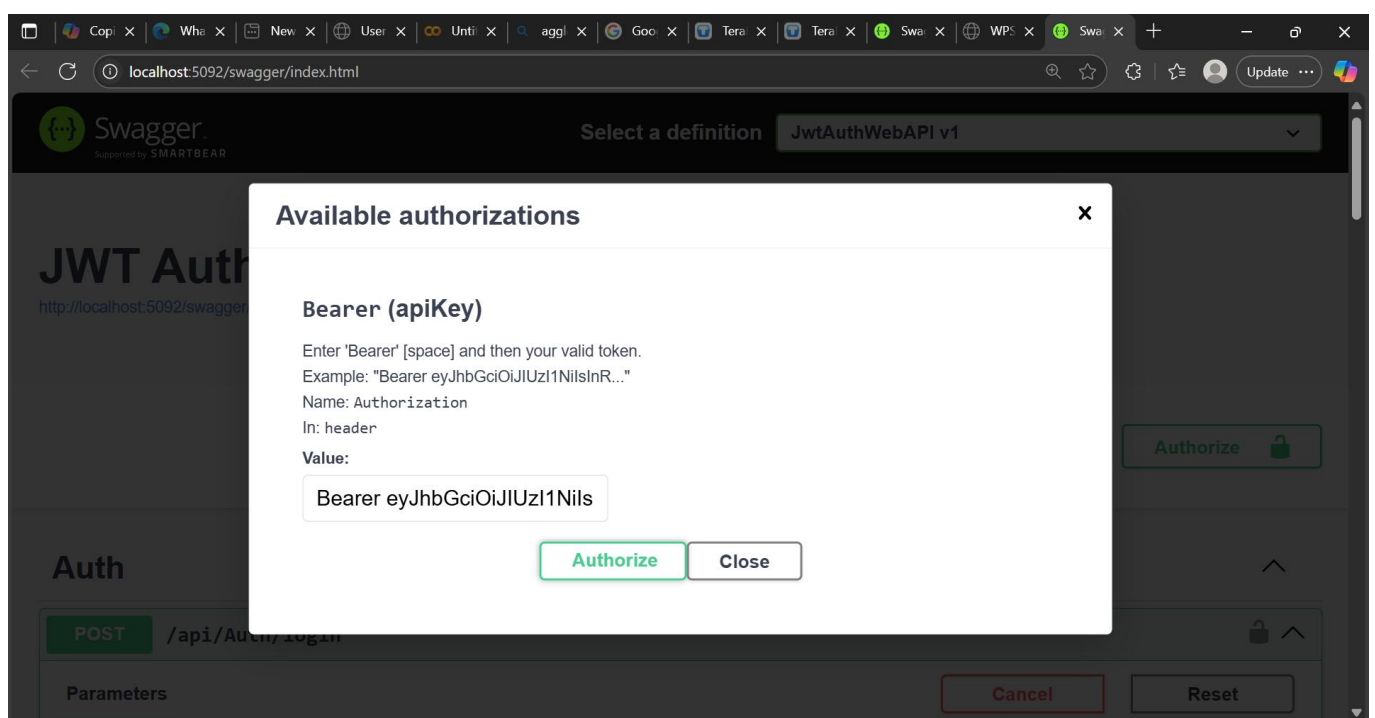 Copi Wha New User Unti aggl Goo Tera Tera Swa WPS Swa
localhost:5092/swagger/index.html Update
Swagger. Select a definition JwtAuthWebAPI v1
Supported by SMARTBEAR
Available authorizations
JWT Auth
http://localhost:5092/swagger
Bearer (apiKey)
Enter 'Bearer' [space] and then your valid token.
Example: "Bearer eyJhbGciOiJIUzI1NiIsInR..."
Name: Authorization
In: header
Authorize
Value:
Bearer eyJhbGciOiJIUzI1NiIs
Authorize Close
Auth
POST /api/Auth/login
Parameters Cancel Reset